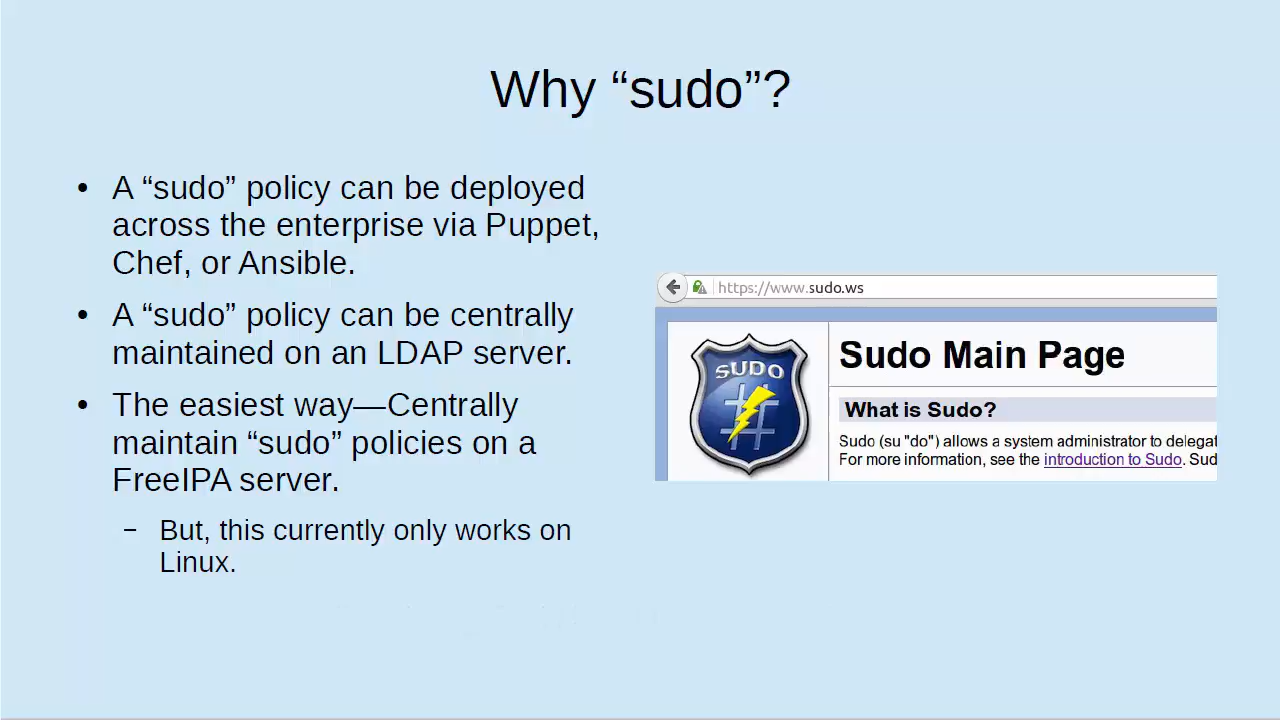 Why “sudo”?
• A “sudo” policy can be deployed
across the enterprise via Puppet,
Chef, or Ansible.
• A “sudo” policy can be centrally
maintained on an LDAP server.
• The easiest way—Centrally
maintain “sudo” policies on a
FreeIPA server.
– But, this currently only works on
Linux.
https://www.sudo.ws
SUDO
Sudo Main Page
What is Sudo?
Sudo (su "do") allows a system administrator to delegat
For more information, see the introduction to Sudo. Sud